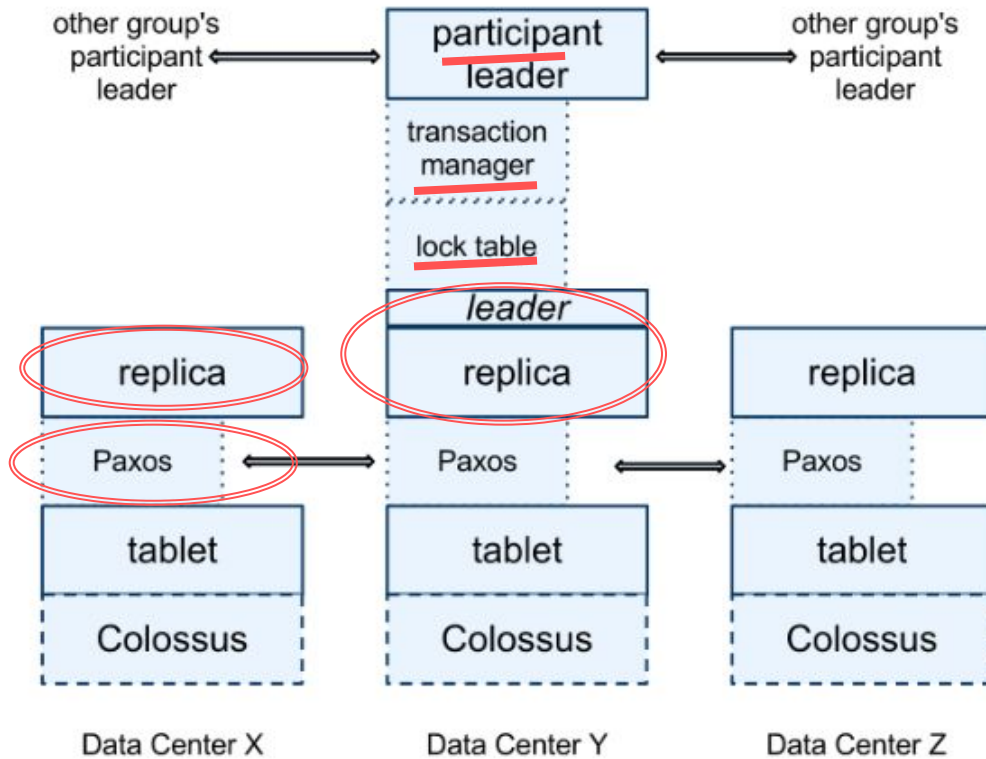 other group's
participant
leader
participant
leader
other group's
participant
leader
transaction
manager
lock table
leader
replica
replica
replica
Paxos
Paxos
Paxos
tablet
tablet
tablet
Colossus
Colossus
Colossus
Data Center X
Data Center Y
Data Center Z